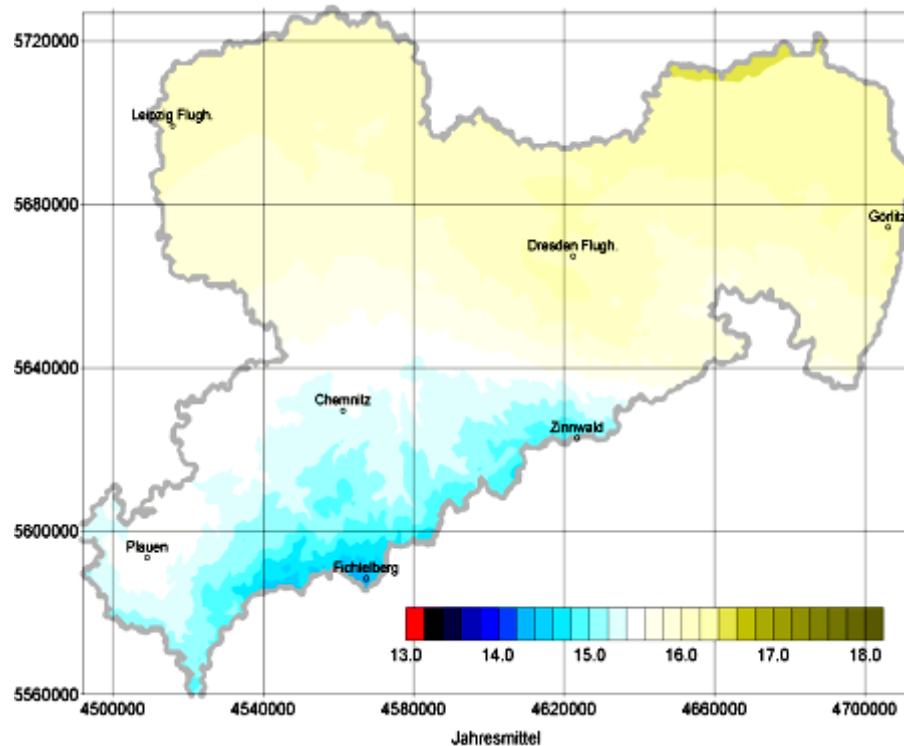 5720000
Leipzig Flugh.
5680000
Görlitz
Dresden Flugh.
5640000
Chemnitz
Zinnwald
5600000
Plauen
Fichtelberg
13.0 14.0 15.0 16.0 17.0 18.0
5560000
4500000 4540000 4580000 4620000 4660000 4700000
Jahresmittel